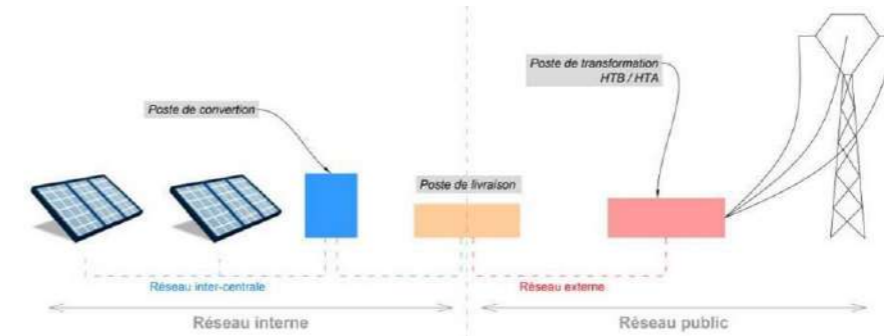 Poste de transformation
HTB / HTA
Poste de convertion
Poste de livraison
Réseau inter-centrale
Réseau externe
Réseau interne
Réseau public